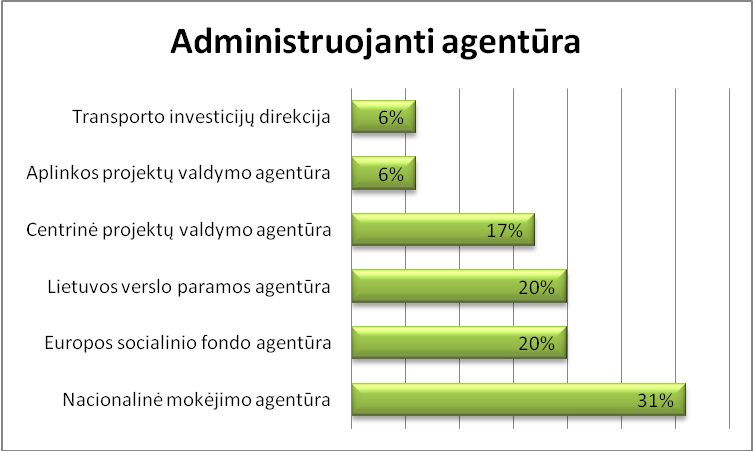 Administruojanti agentūra
Transporto investicijų direkcija 6%
Aplinkos projektų valdymo agentūra 6%
Centrinė projektų valdymo agentūra 17%
Lietuvos verslo paramos agentūra 20%
Europos socialinio fondo agentūra 20%
Nacionalinė mokėjimo agentūra 31%